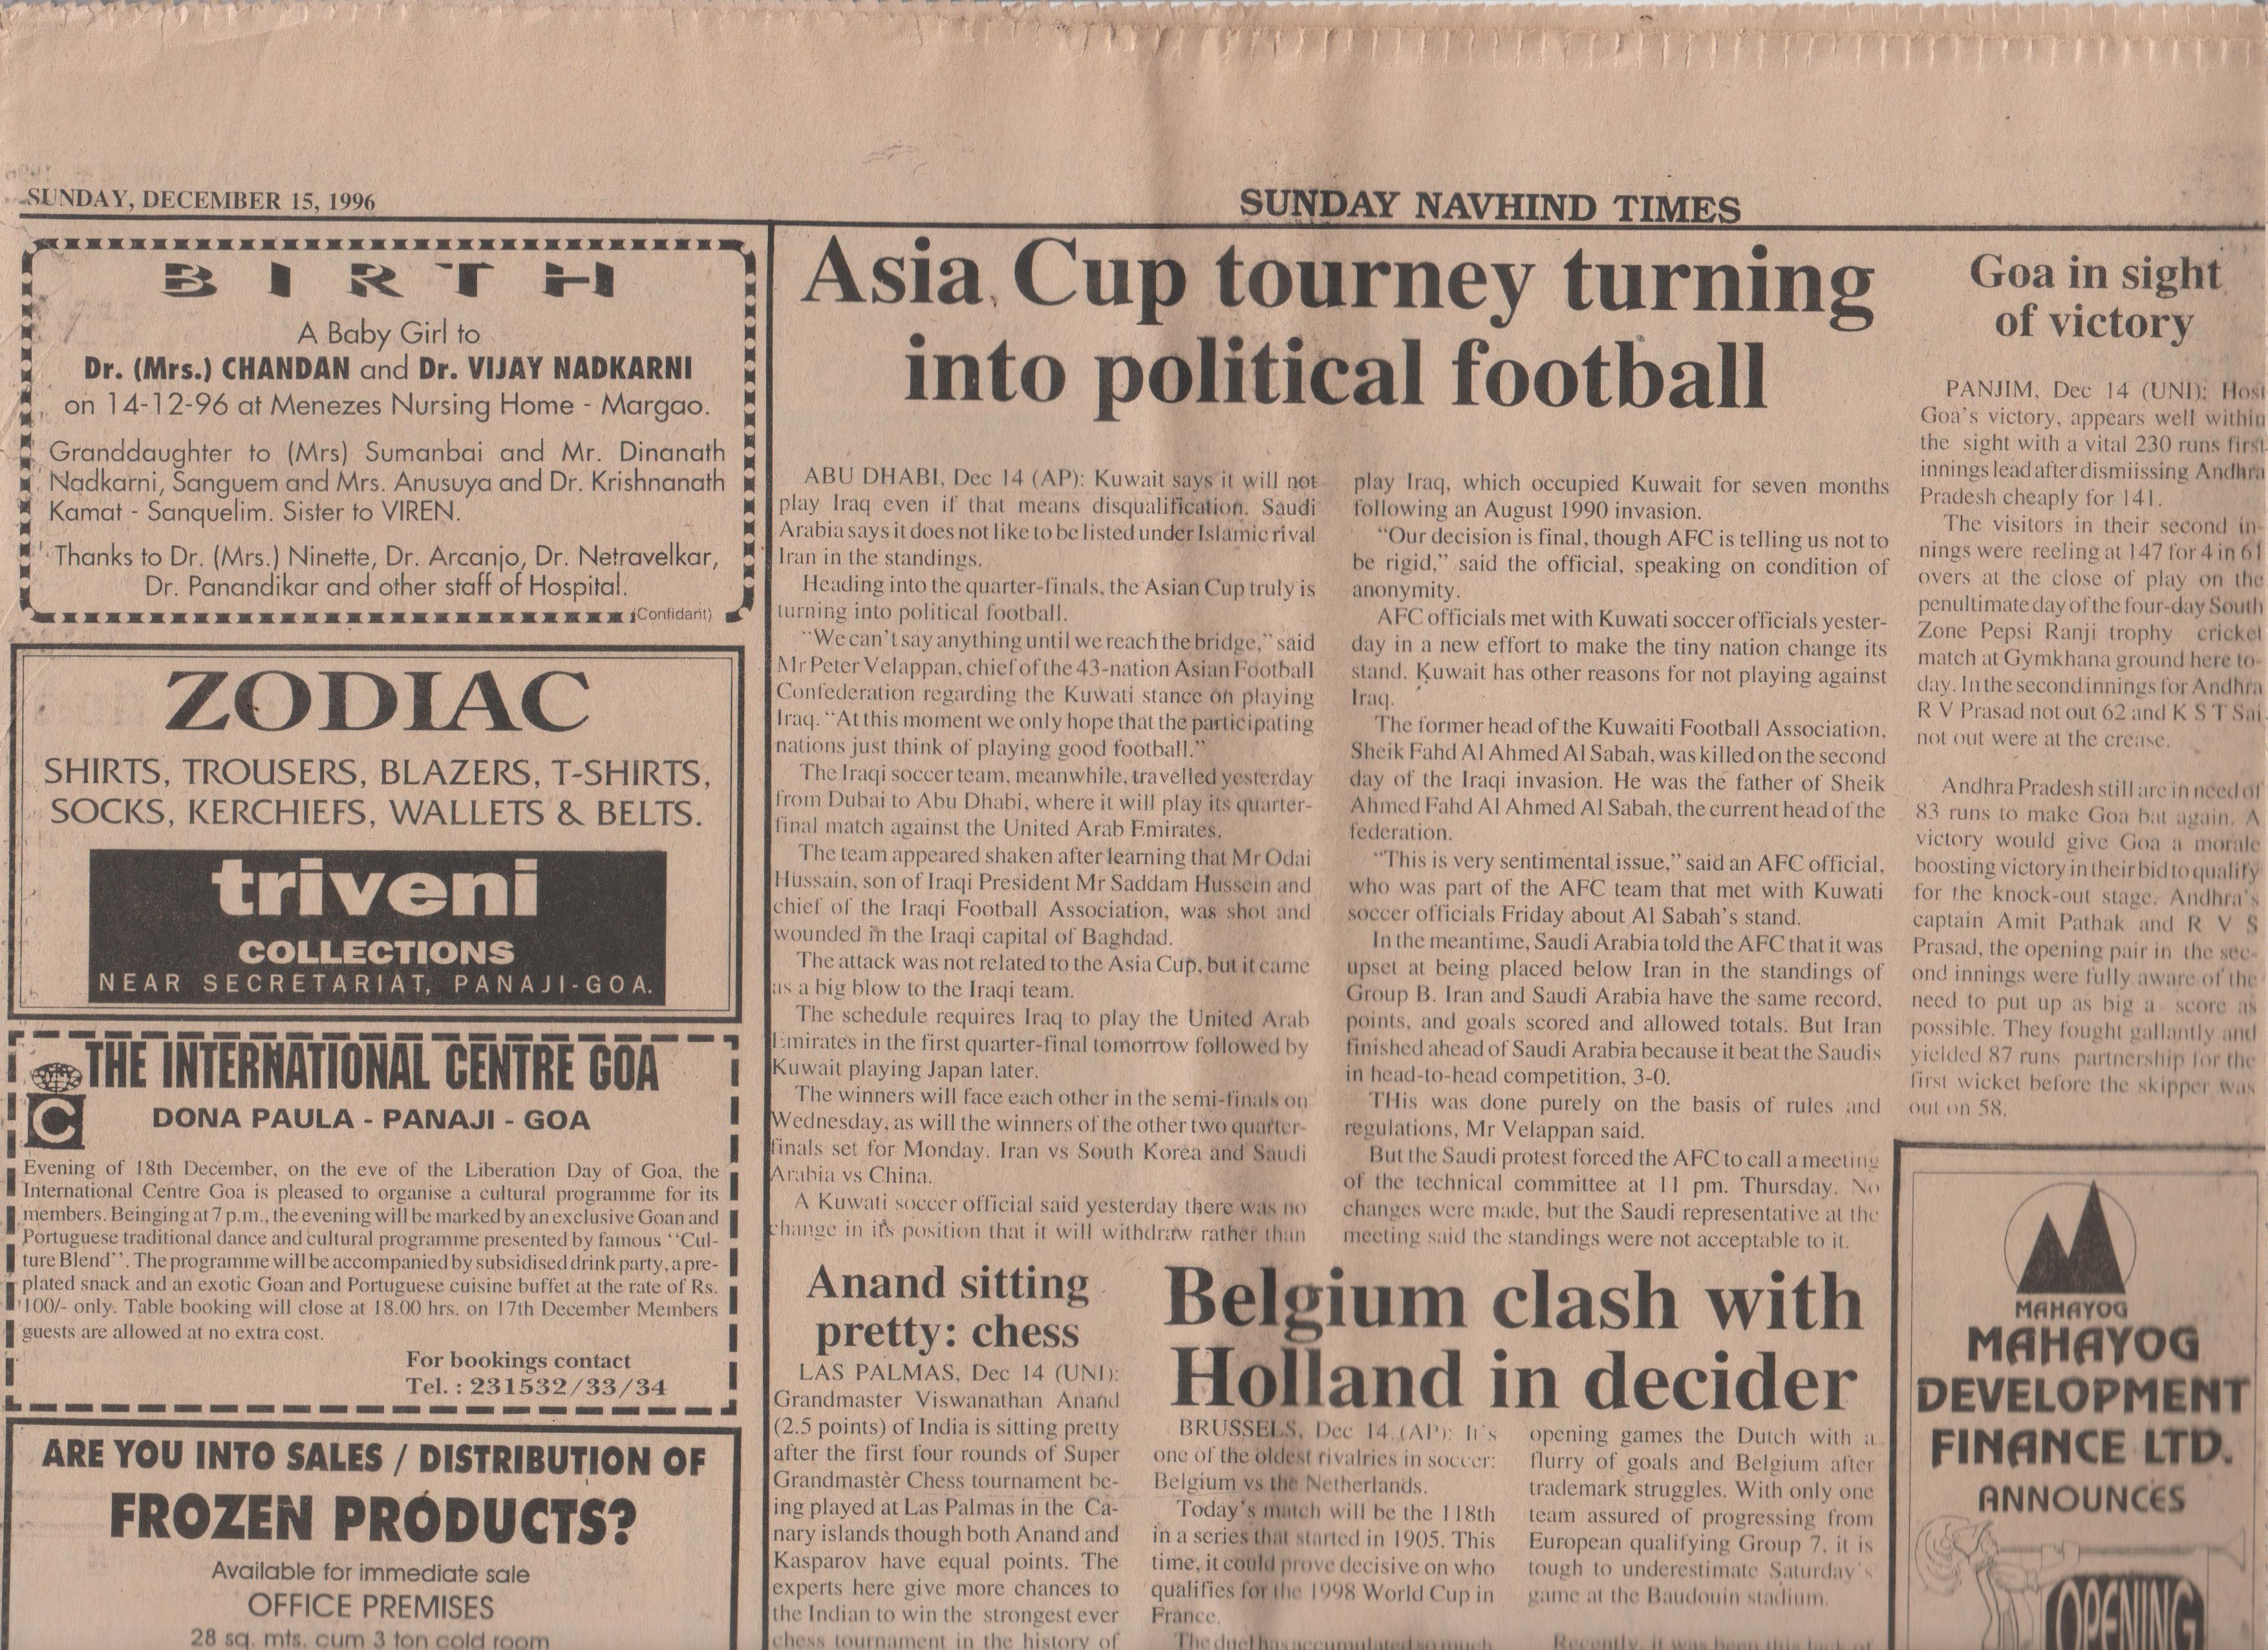 SUNDAY, DECEMBER 15, 1996
SUNDAY NAVHIND TIMES
BIRTH
A Baby Girl to
Dr. (Mrs.) CHANDAN and Dr. VIJAY NADKARNI
on 14-12-96 at Menezes Nursing Home - Margao.
Granddaughter to (Mrs) Sumanbai and Mr. Dinanath
Nadkarni, Sanguem and Mrs. Anusuya and Dr. Krishnanath
Kamat - Sanquelim. Sister to VIREN.
Thanks to Dr. (Mrs.) Ninette, Dr. Arcanjo, Dr. Netravelkar,
Dr. Panandikar and other staff of Hospital.
(Confidant)
ZODIAC
SHIRTS, TROUSERS, BLAZERS, T-SHIRTS,
SOCKS, KERCHIEFS, WALLETS & BELTS.
triveni
COLLECTIONS
NEAR SECRETARIAT, PANAJI-GOA.
THE INTERNATIONAL CENTRE GOA
C
DONA PAULA - PANAJI - GOA
Evening of 18th December, on the eve of the Liberation Day of Goa, the
International Centre Goa is pleased to organise a cultural programme for its
members. Beinging at 7 p.m., the evening will be marked by an exclusive Goan and
Portuguese traditional dance and cultural programme presented by famous "Cul-
ture Blend". The programme will be accompanied by subsidised drink party, a pre-
plated snack and an exotic Goan and Portuguese cuisine buffet at the rate of Rs.
100/- only. Table booking will close at 18.00 hrs. on 17th December Members
guests are allowed at no extra cost.
For bookings contact
Tel. : 231532/33/34
ARE YOU INTO SALES / DISTRIBUTION OF
FROZEN PRODUCTS?
Available for immediate sale
OFFICE PREMISES
28 sq. mts. cum 3 ton cold room
Asia Cup tourney turning
into political football
ABU DHABI, Dec 14 (AP): Kuwait says it will not
play Iraq even if that means disqualification. Saudi
Arabia says it does not like to be listed under Islamic rival
Iran in the standings.
Heading into the quarter-finals, the Asian Cup truly is
turning into political football.
"We can't say anything until we reach the bridge," said
Mr Peter Velappan, chief of the 43-nation Asian Football
Confederation regarding the Kuwati stance on playing
Iraq. "At this moment we only hope that the participating
nations just think of playing good football."
The Iraqi soccer team, meanwhile, travelled yesterday
from Dubai to Abu Dhabi, where it will play its quarter-
final match against the United Arab Emirates.
The team appeared shaken after learning that Mr Odai
Hussain, son of Iraqi President Mr Saddam Hussein and
chief of the Iraqi Football Association, was shot and
wounded in the Iraqi capital of Baghdad.
The attack was not related to the Asia Cup, but it came
as a big blow to the Iraqi team.
The schedule requires Iraq to play the United Arab
Emirates in the first quarter-final tomorrow followed by
Kuwait playing Japan later.
The winners will face each other in the semi-finals on
Wednesday, as will the winners of the other two quarter-
finals set for Monday. Iran vs South Korea and Saudi
Arabia vs China.
A Kuwati soccer official said yesterday there was no
change in its position that it will withdraw rather than
play Iraq, which occupied Kuwait for seven months
following an August 1990 invasion.
"Our decision is final, though AFC is telling us not to
be rigid," said the official, speaking on condition of
anonymity.
AFC officials met with Kuwati soccer officials yester-
day in a new effort to make the tiny nation change its
stand. Kuwait has other reasons for not playing against
Iraq.
The former head of the Kuwaiti Football Association,
Sheik Fahd Al Ahmed Al Sabah, was killed on the second
day of the Iraqi invasion. He was the father of Sheik
Ahmed Fahd Al Ahmed Al Sabah, the current head of the
federation.
"This is very sentimental issue," said an AFC official,
who was part of the AFC team that met with Kuwati
soccer officials Friday about Al Sabah's stand.
In the meantime, Saudi Arabia told the AFC that it was
upset at being placed below Iran in the standings of
Group B. Iran and Saudi Arabia have the same record,
points, and goals scored and allowed totals. But Iran
finished ahead of Saudi Arabia because it beat the Saudis
in head-to-head competition, 3-0.
THis was done purely on the basis of rules and
regulations, Mr Velappan said.
But the Saudi protest forced the AFC to call a meeting
of the technical committee at 11 pm. Thursday. No
changes were made, but the Saudi representative at the
meeting said the standings were not acceptable to it.
Goa in sight
of victory
PANJIM, Dec 14 (UNI): Host
Goa's victory, appears well within
the sight with a vital 230 runs first
innings lead after dismiissing Andhra
Pradesh cheaply for 141.
The visitors in their second in-
nings were reeling at 147 for 4 in 61
overs at the close of play on the
penultimate day of the four-day South
Zone Pepsi Ranji trophy cricket
match at Gymkhana ground here to-
day. In the second innings for Andhra
R V Prasad not out 62 and K S T Sai
not out were at the crease.
Andhra Pradesh still are in need of
83 runs to make Goa bat again. A
victory would give Goa a morale
boosting victory in their bid to qualify
for the knock-out stage. Andhra's
captain Amit Pathak and R V S
Prasad, the opening pair in the sec-
ond innings were fully aware of the
need to put up as big a score as
possible. They fought gallantly and
yielded 87 runs partnership for the
first wicket before the skipper was
out on 58.
Anand sitting
pretty: chess
LAS PALMAS, Dec 14 (UNI):
Grandmaster Viswanathan Anand
(2.5 points) of India is sitting pretty
after the first four rounds of Super
Grandmaster Chess tournament be-
ing played at Las Palmas in the Ca-
nary islands though both Anand and
Kasparov have equal points. The
experts here give more chances to
the Indian to win the strongest ever
chess tournament in the history of
Belgium clash with
Holland in decider
BRUSSELS, Dec 14 (AP): It's
one of the oldest rivalries in soccer:
Belgium vs the Netherlands.
Today's match will be the 118th
in a series that started in 1905. This
time, it could prove decisive on who
qualifies for the 1998 World Cup in
France.
The duel has accumulated so much
opening games the Dutch with a
flurry of goals and Belgium after
trademark struggles. With only one
team assured of progressing from
European qualifying Group 7, it is
tough to underestimate Saturday's
game at the Baudouin stadium.
Recently, it was been this lack of
MAHAYOG
MAHAYOG
DEVELOPMENT
FINANCE LTD.
ANNOUNCES
OPENING